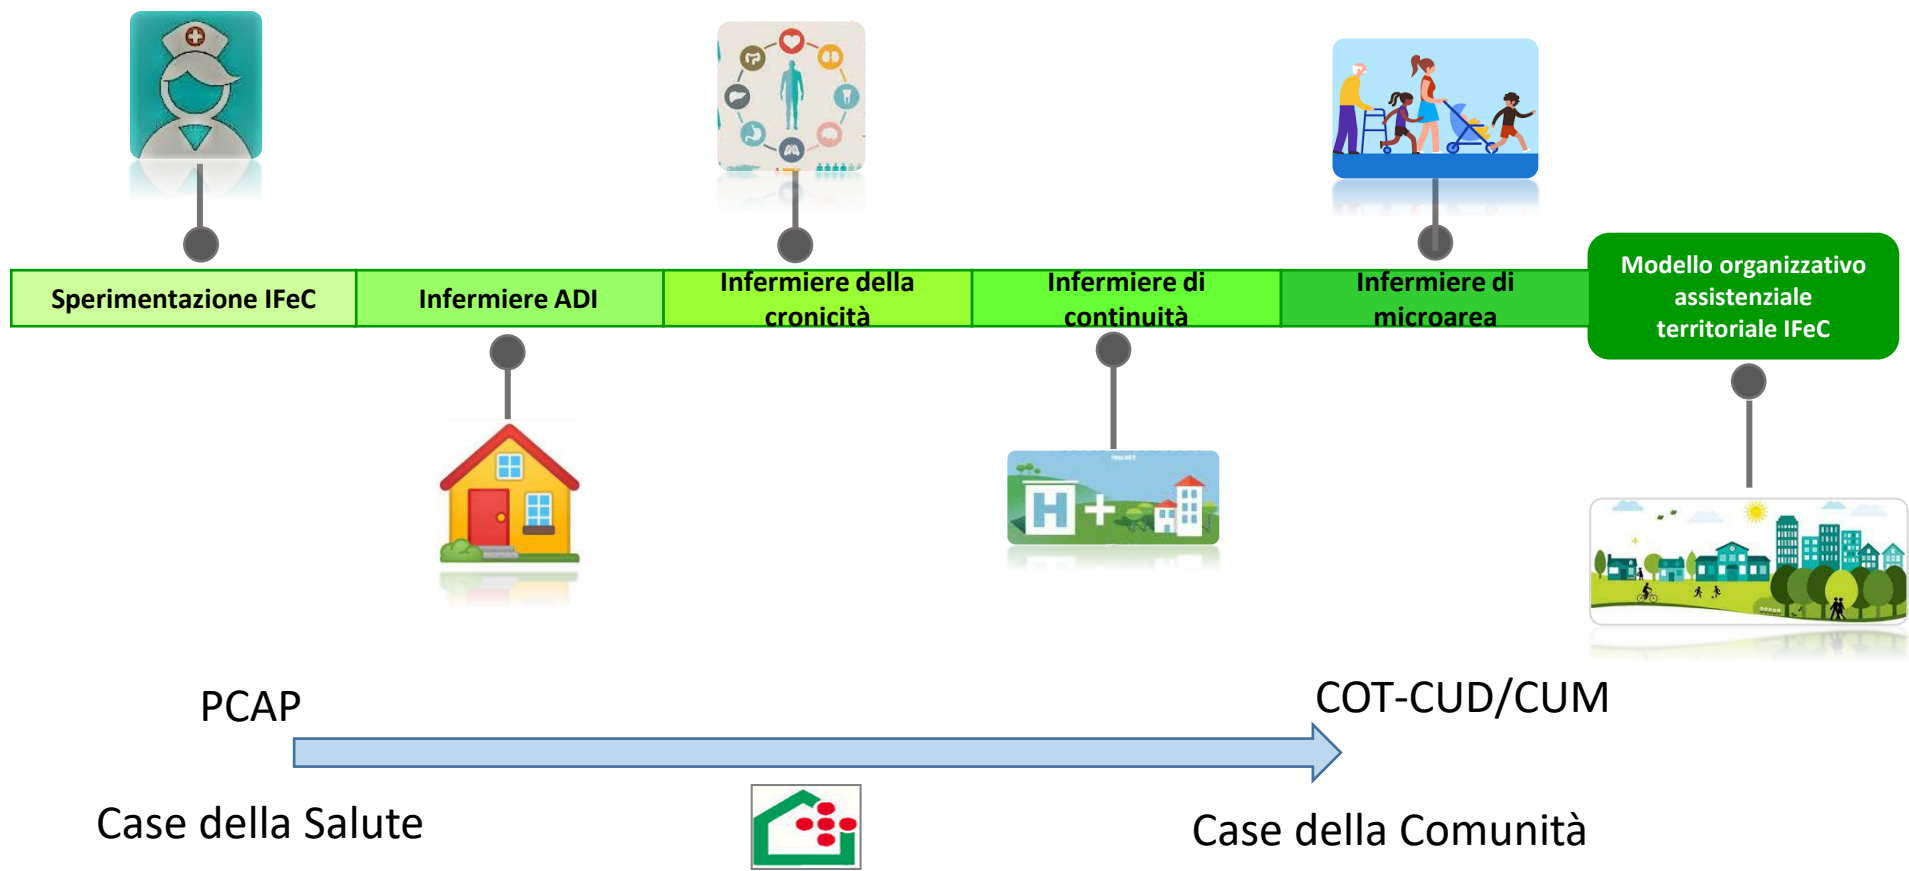 Sperimentazione IFeC
Infermiere ADI
Infermiere della
cronicità
Infermiere di
continuità
Infermiere di
microarea
Modello organizzativo
assistenziale
territoriale IFeC
H
PCAP
COT-CUD/CUM
Case della Salute
Case della Comunità